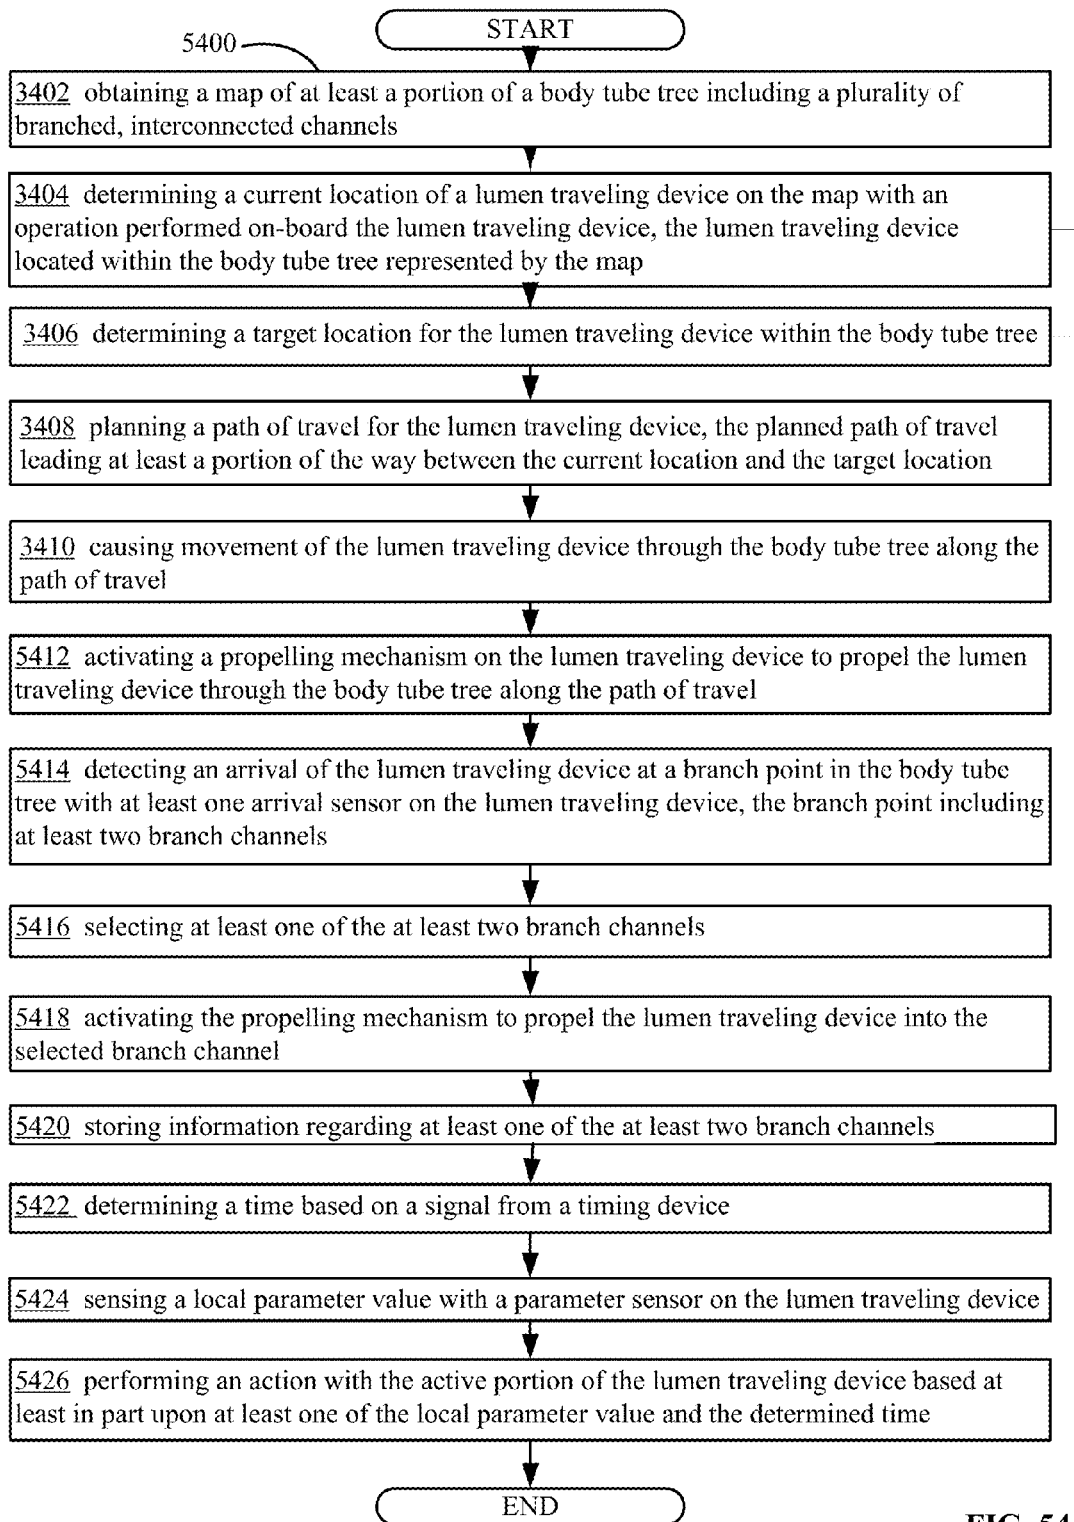 START
5400
3402 obtaining a map of at least a portion of a body tube tree including a plurality of
branched, interconnected channels
3404 determining a current location of a lumen traveling device on the map with an
operation performed on-board the lumen traveling device, the lumen traveling device
located within the body tube tree represented by the map
3406 determining a target location for the lumen traveling device within the body tube tree
3408 planning a path of travel for the lumen traveling device, the planned path of travel
leading at least a portion of the way between the current location and the target location
3410 causing movement of the lumen traveling device through the body tube tree along the
path of travel
5412 activating a propelling mechanism on the lumen traveling device to propel the lumen
traveling device through the body tube tree along the path of travel
5414 detecting an arrival of the lumen traveling device at a branch point in the body tube
tree with at least one arrival sensor on the lumen traveling device, the branch point including
at least two branch channels
5416 selecting at least one of the at least two branch channels
5418 activating the propelling mechanism to propel the lumen traveling device into the
selected branch channel
5420 storing information regarding at least one of the at least two branch channels
5422 determining a time based on a signal from a timing device
5424 sensing a local parameter value with a parameter sensor on the lumen traveling device
5426 performing an action with the active portion of the lumen traveling device based at
least in part upon at least one of the local parameter value and the determined time
END
FIG. 54